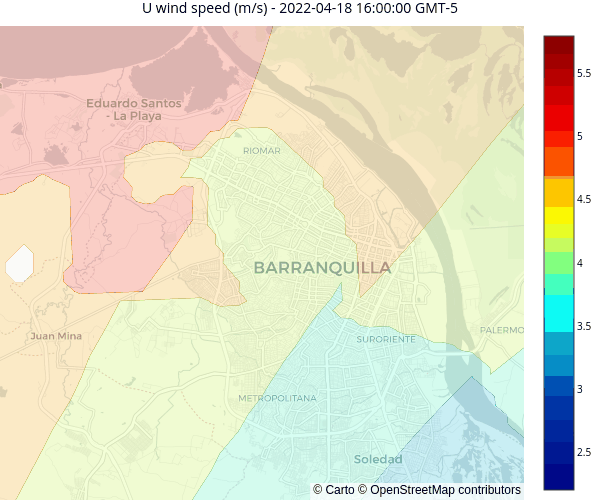 U wind speed (m/s) - 2022-04-18 16:00:00 GMT-5
Eduardo Santos
- La Playa
RIOMAR
BARRANQUILLA
Juan Mina
SURORIENTE
PALERMO
METROPOLITANA
Soledad
© Carto © OpenStreetMap contributors
5.5
5
4.5
4
3.5
3
2.5